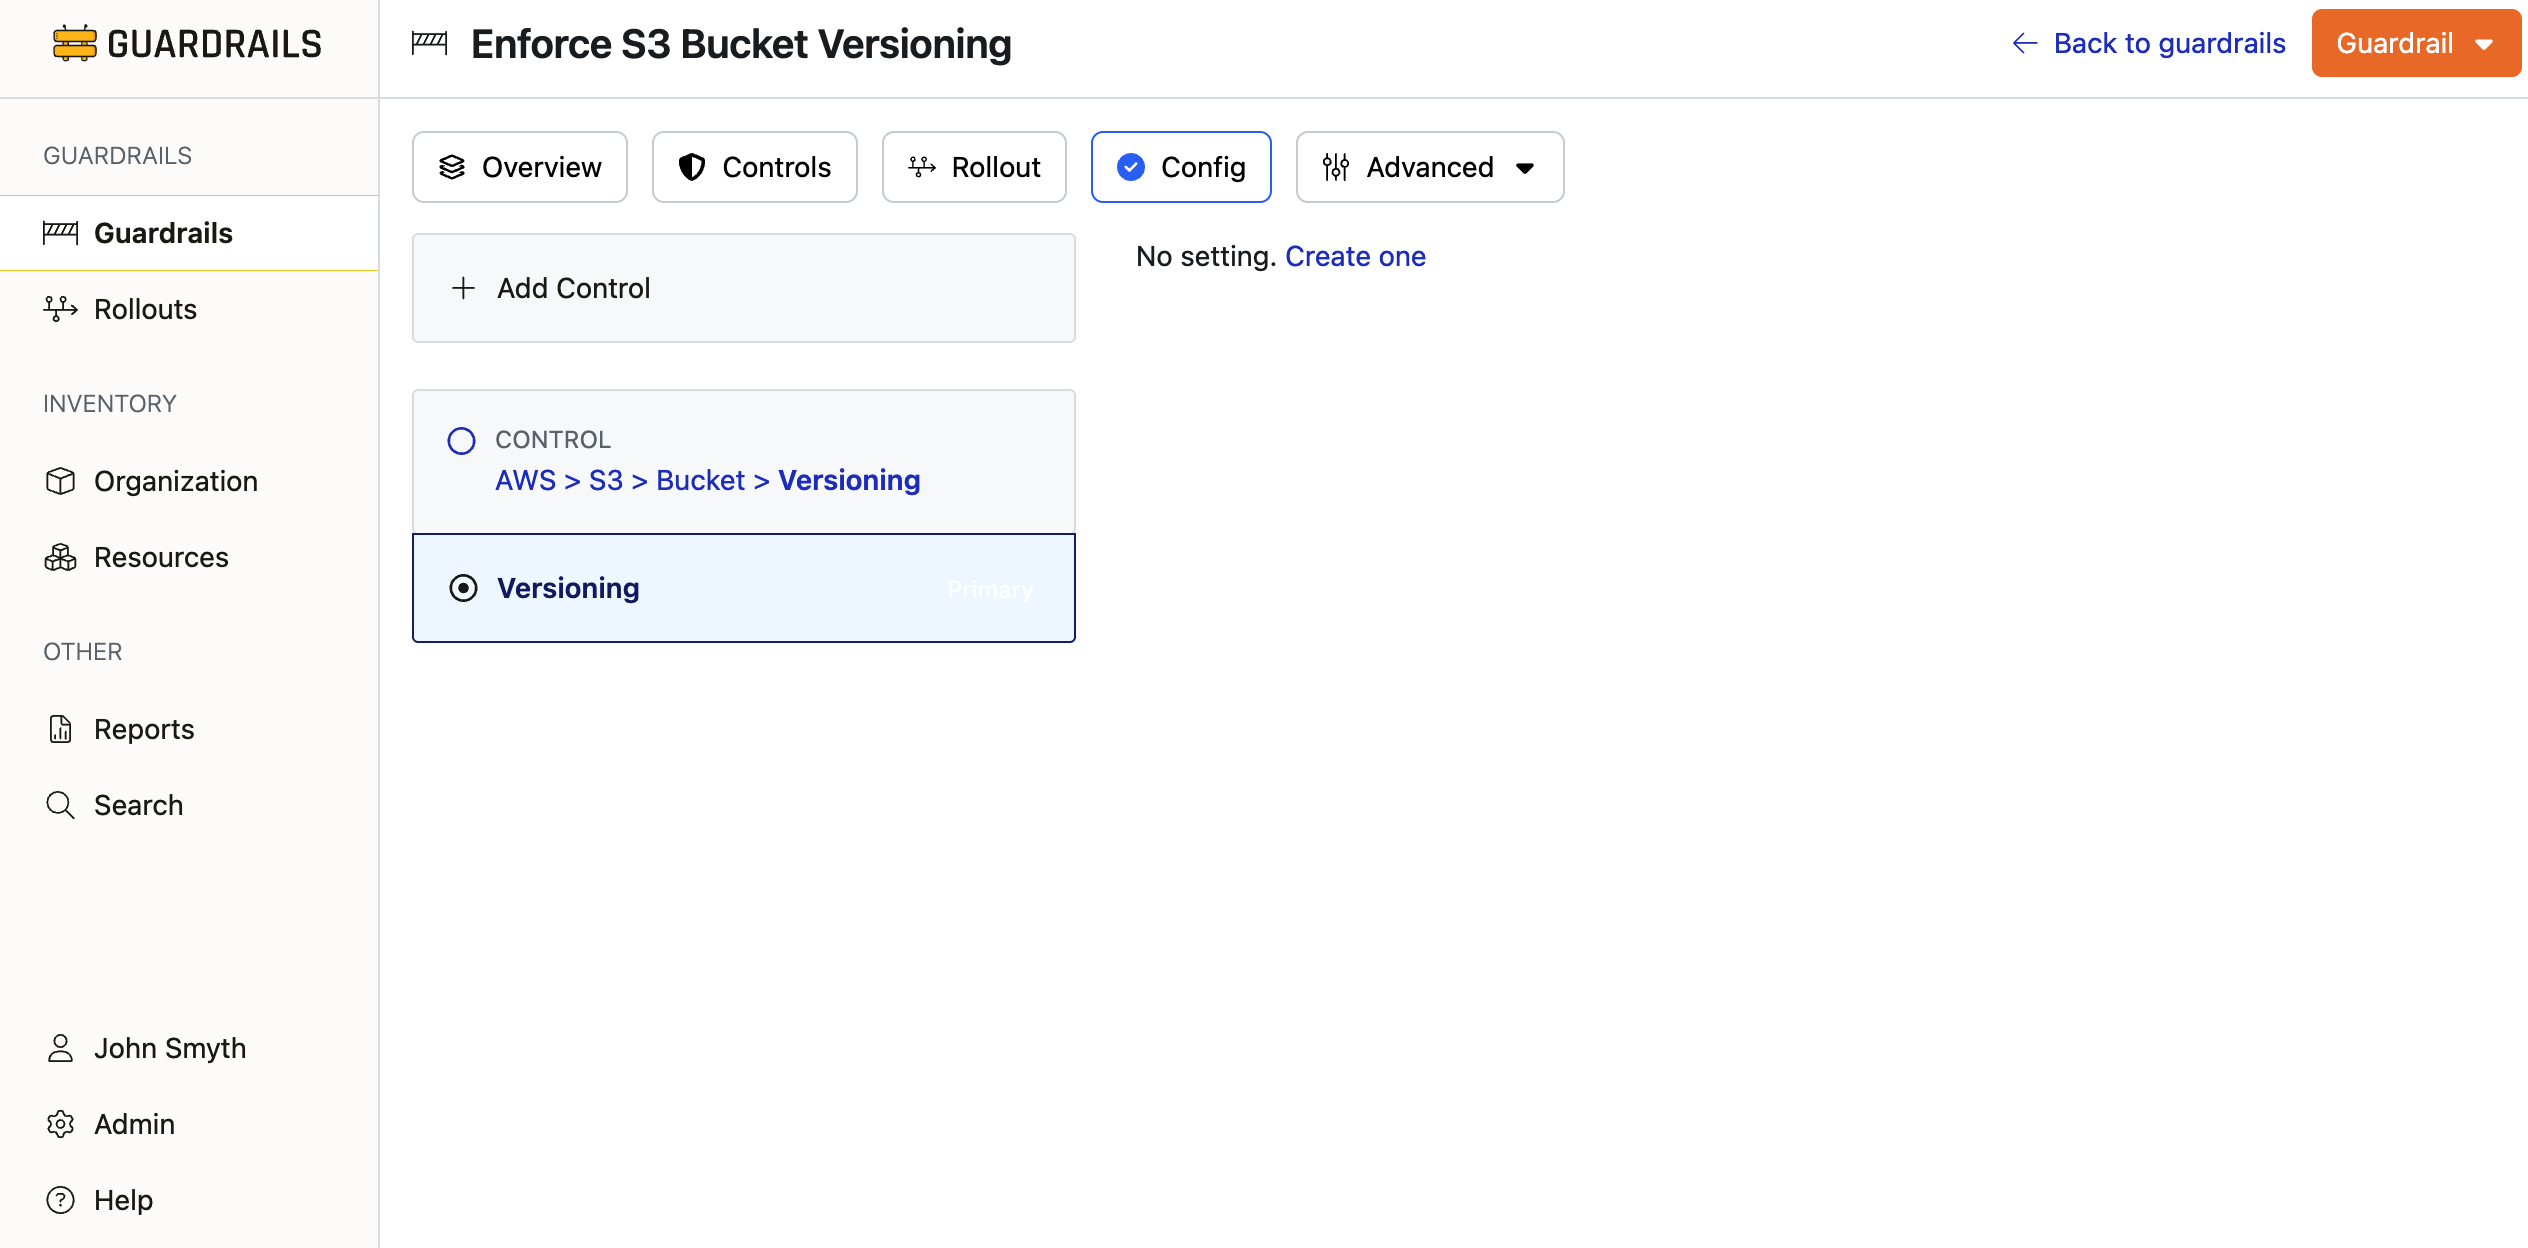 GUARDRAILS
Enforce S3 Bucket Versioning
Back to guardrails
Guardrail
GUARDRAILS
Guardrails
Rollouts
INVENTORY
Organization
Resources
OTHER
Reports
Search
John Smyth
Admin
Help
Overview
Controls
Rollout
Config
Advanced
Add Control
CONTROL
AWS > S3 > Bucket > Versioning
Versioning
Primary
No setting. Create one